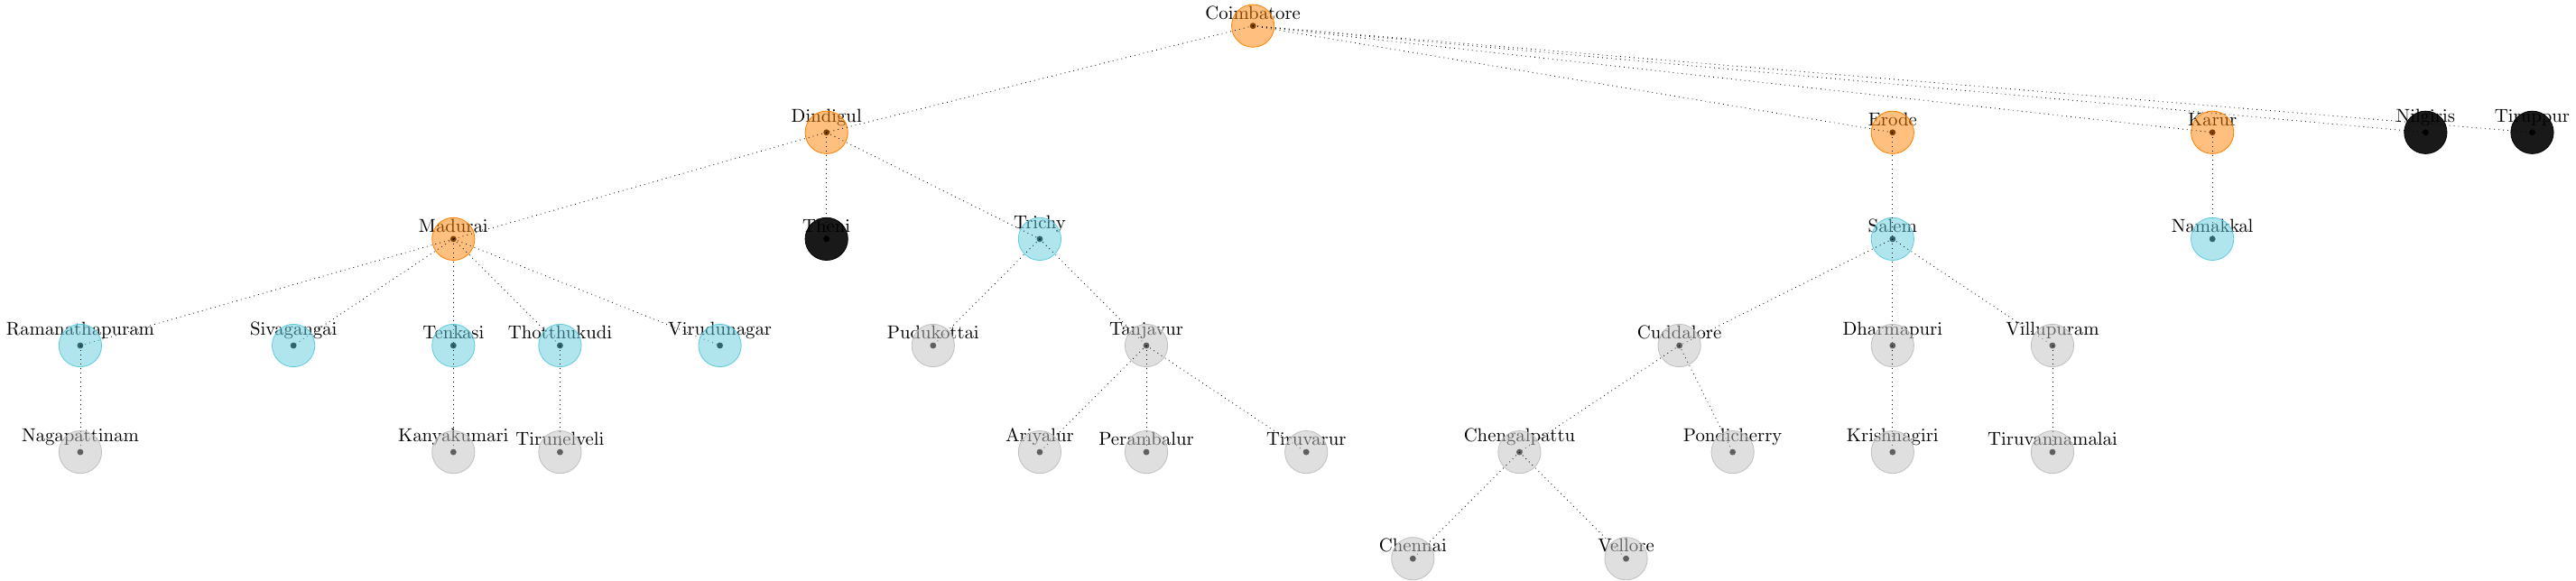 Coimbatore
Dindigul
Erode
Karur
Nilgiris
Tiruppur
Madurai
Theni
Trichy
Salem
Namakkal
Ramanathapuram
Sivagangai
Tenkasi
Thotthukudi
Virudunagar
Pudukottai
Tanjavur
Cuddalore
Dharmapuri
Villupuram
Nagapattinam
Kanyakumari
Tirunelveli
Ariyalur
Perambalur
Tiruvarur
Chengalpattu
Pondicherry
Krishnagiri
Tiruvannamalai
Chennai
Vellore